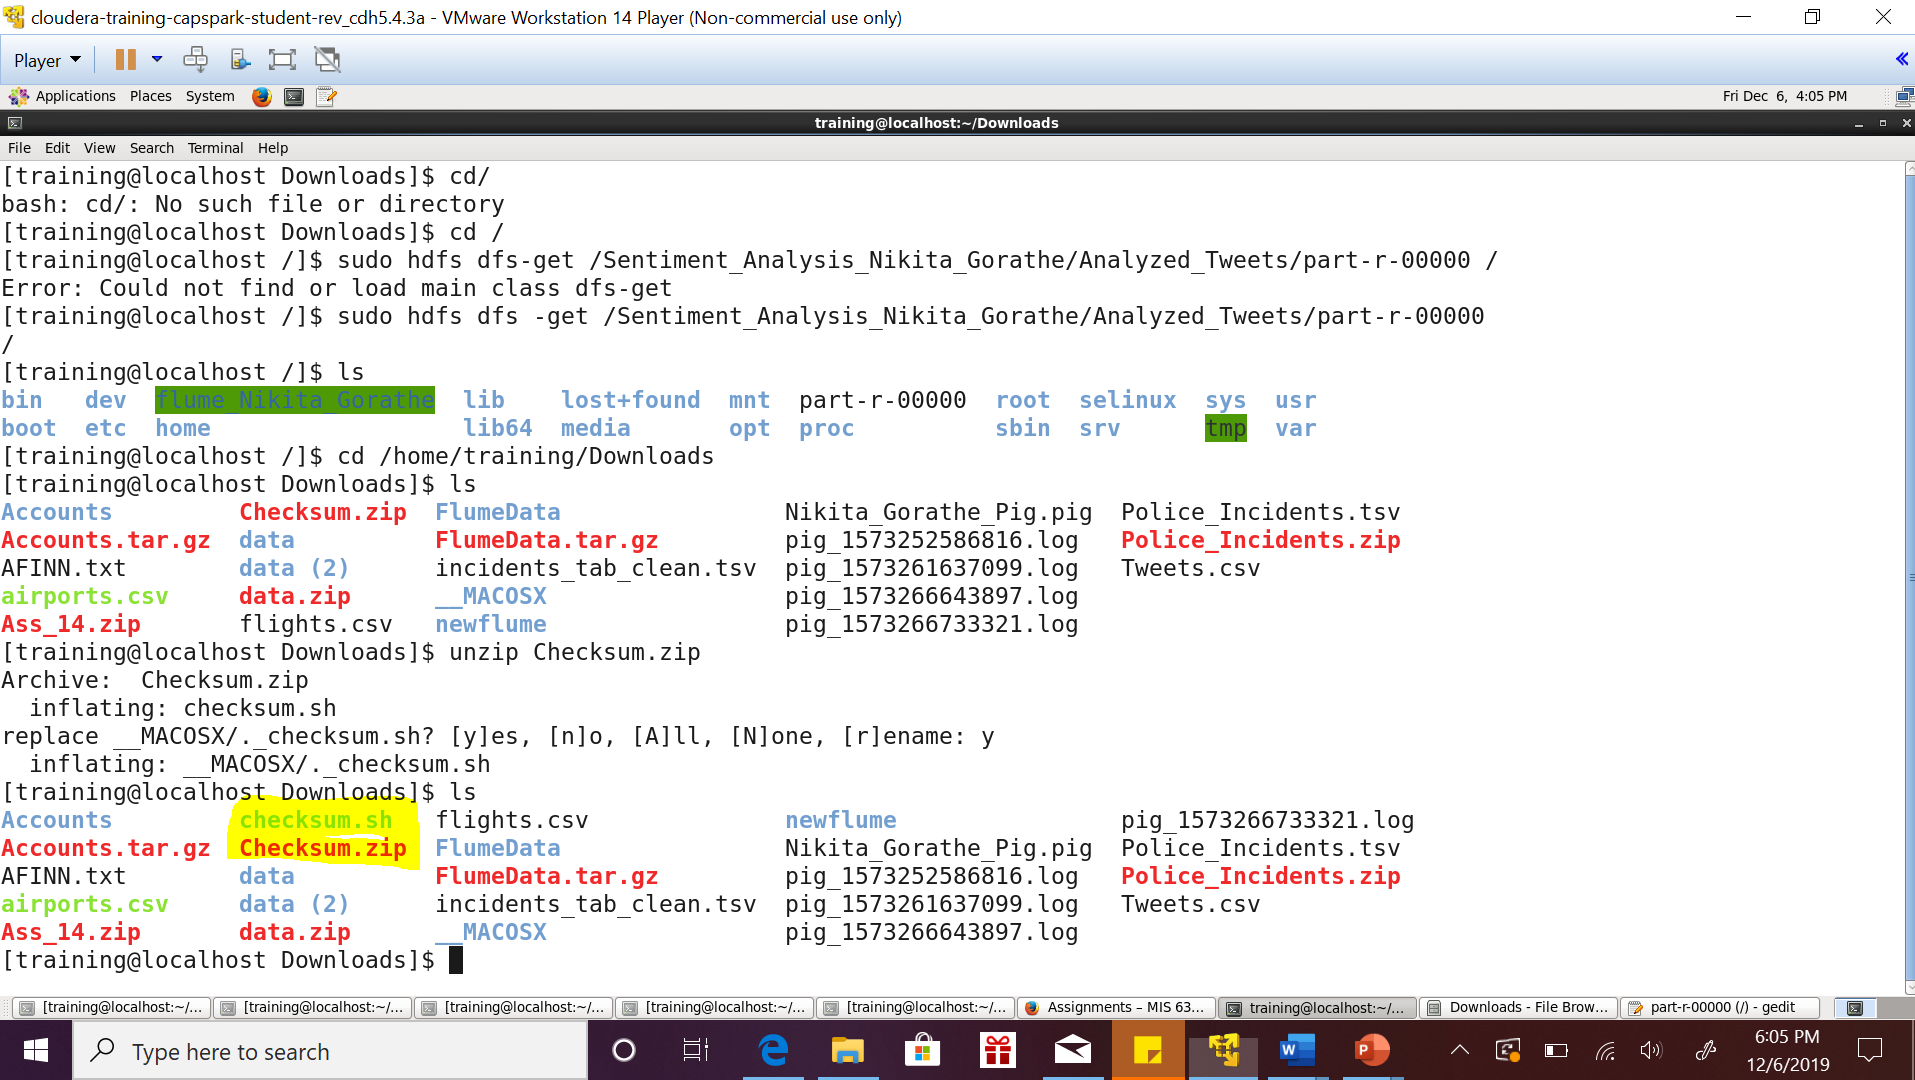 cloudera-training-capspark-student-rev_cdh5.4.3a - VMware Workstation 14 Player (Non-commercial use only)
Player
Applications Places System Fri Dec 6, 4:05 PM
training@localhost:~/Downloads
File Edit View Search Terminal Help
[training@localhost Downloads]$ cd/
bash: cd/: No such file or directory
[training@localhost Downloads]$ cd /
[training@localhost /]$ sudo hdfs dfs-get /Sentiment_Analysis_Nikita_Gorathe/Analyzed_Tweets/part-r-00000 /
Error: Could not find or load main class dfs-get
[training@localhost /]$ sudo hdfs dfs -get /Sentiment_Analysis_Nikita_Gorathe/Analyzed_Tweets/part-r-00000
/
[training@localhost /]$ ls
bin dev flume_Nikita_Gorathe lib lost+found mnt part-r-00000 root selinux sys usr
boot etc home lib64 media opt proc sbin srv tmp var
[training@localhost /]$ cd /home/training/Downloads
[training@localhost Downloads]$ ls
Accounts Checksum.zip FlumeData Nikita_Gorathe_Pig.pig Police_Incidents.tsv
Accounts.tar.gz data FlumeData.tar.gz pig_1573252586816.log Police_Incidents.zip
AFINN.txt data (2) incidents_tab_clean.tsv pig_1573261637099.log Tweets.csv
airports.csv data.zip __MACOSX pig_1573266643897.log
Ass_14.zip flights.csv newflume pig_1573266733321.log
[training@localhost Downloads]$ unzip Checksum.zip
Archive:  Checksum.zip
inflating: checksum.sh
replace __MACOSX/._checksum.sh? [y]es, [n]o, [A]ll, [N]one, [r]ename: y
inflating: __MACOSX/._checksum.sh
[training@localhost Downloads]$ ls
Accounts checksum.sh flights.csv newflume pig_1573266733321.log
Accounts.tar.gz Checksum.zip FlumeData Nikita_Gorathe_Pig.pig Police_Incidents.tsv
AFINN.txt data FlumeData.tar.gz pig_1573252586816.log Police_Incidents.zip
airports.csv data (2) incidents_tab_clean.tsv pig_1573261637099.log Tweets.csv
Ass_14.zip data.zip __MACOSX pig_1573266643897.log
[training@localhost Downloads]$
[training@localhost:~/... [training@localhost:~/... [training@localhost:~/... [training@localhost:~/... [training@localhost:~/... Assignments – MIS 63... training@localhost:~/... Downloads - File Brow... part-r-00000 (/) - gedit
Type here to search
6:05 PM
12/6/2019